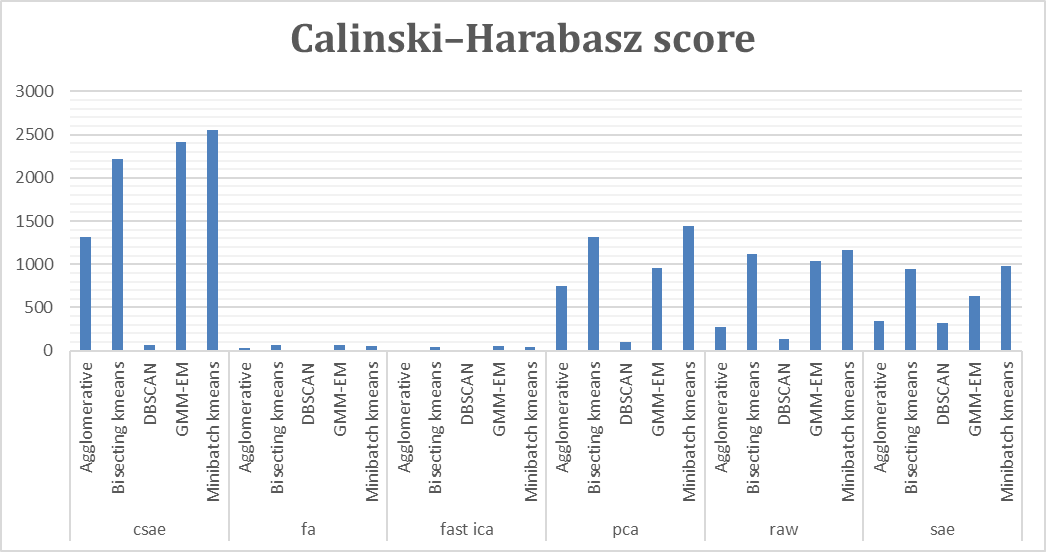 Calinski–Harabasz score
3000
2500
2000
1500
1000
500
0
Agglomerative
Bisecting kmeans
DBSCAN
GMM-EM
Minibatch kmeans
Agglomerative
Bisecting kmeans
DBSCAN
GMM-EM
Minibatch kmeans
Agglomerative
Bisecting kmeans
DBSCAN
GMM-EM
Minibatch kmeans
Agglomerative
Bisecting kmeans
DBSCAN
GMM-EM
Minibatch kmeans
Agglomerative
Bisecting kmeans
DBSCAN
GMM-EM
Minibatch kmeans
Agglomerative
Bisecting kmeans
DBSCAN
GMM-EM
Minibatch kmeans
csae fa fast ica pca raw sae